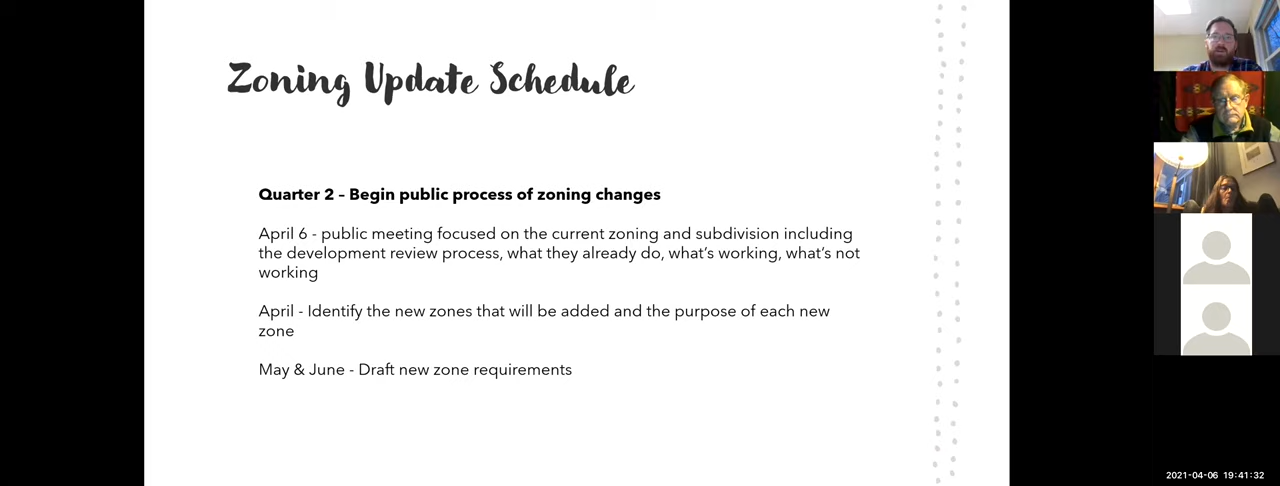 Zoning Update Schedule
Quarter 2 – Begin public process of zoning changes
April 6 - public meeting focused on the current zoning and subdivision including
the development review process, what they already do, what's working, what's not
working
April - Identify the new zones that will be added and the purpose of each new
zone
May & June - Draft new zone requirements
2021-04-06 19:41:32